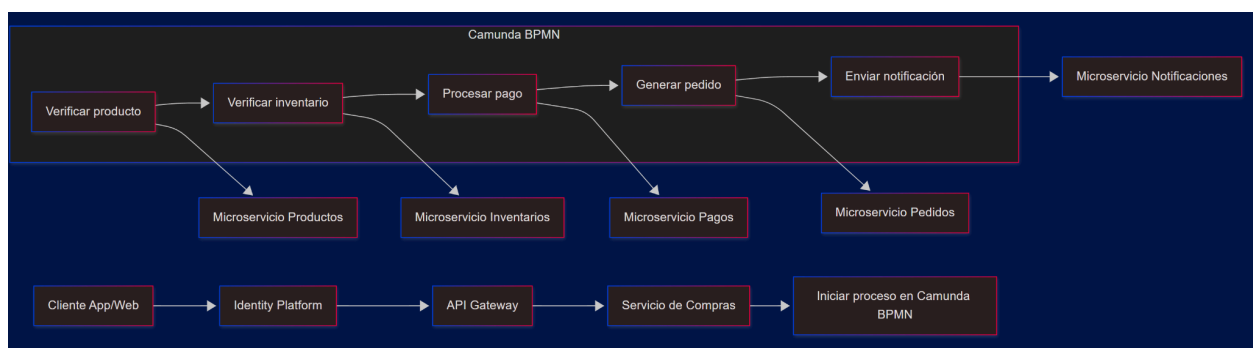 Camunda BPMN
Verificar producto
Verificar inventario
Procesar pago
Generar pedido
Enviar notificación
Microservicio Notificaciones
Microservicio Productos
Microservicio Inventarios
Microservicio Pagos
Microservicio Pedidos
Cliente App/Web
Identity Platform
API Gateway
Servicio de Compras
Iniciar proceso en Camunda
BPMN